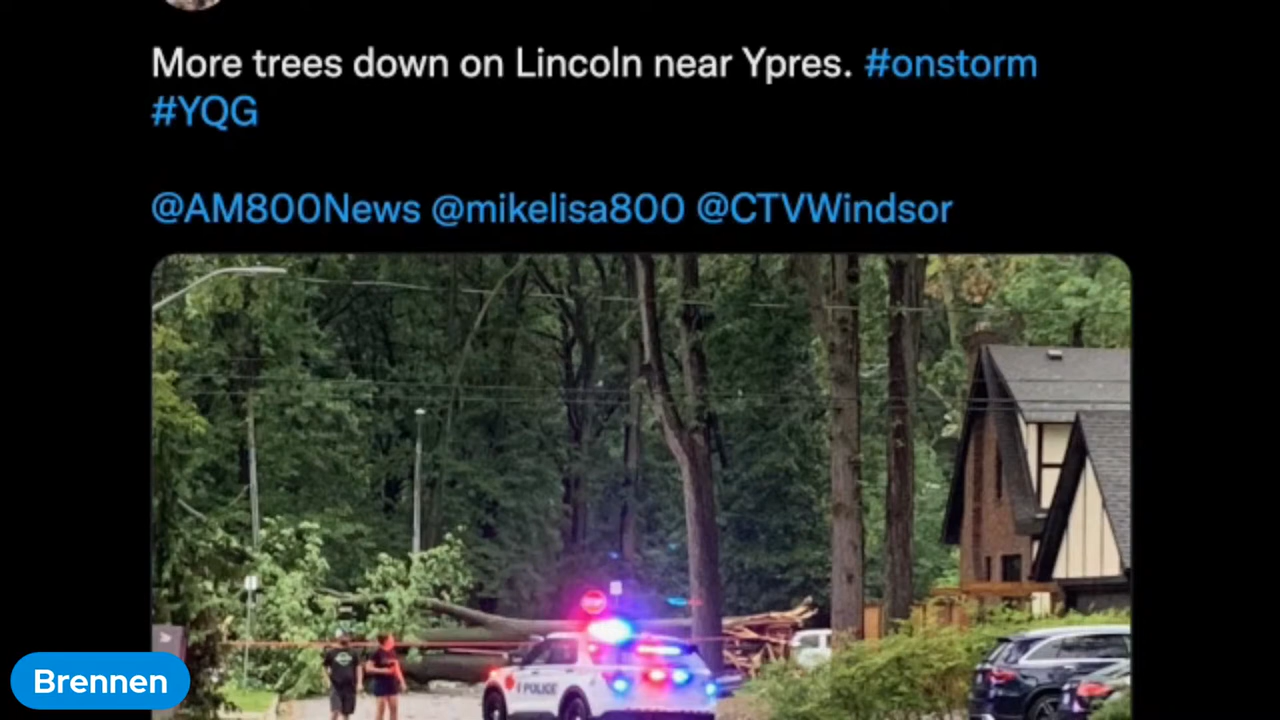 More trees down on Lincoln near Ypres. #onstorm
#YQG
@AM800News @mikelisa800 @CTVWindsor
POLICE
Brennen